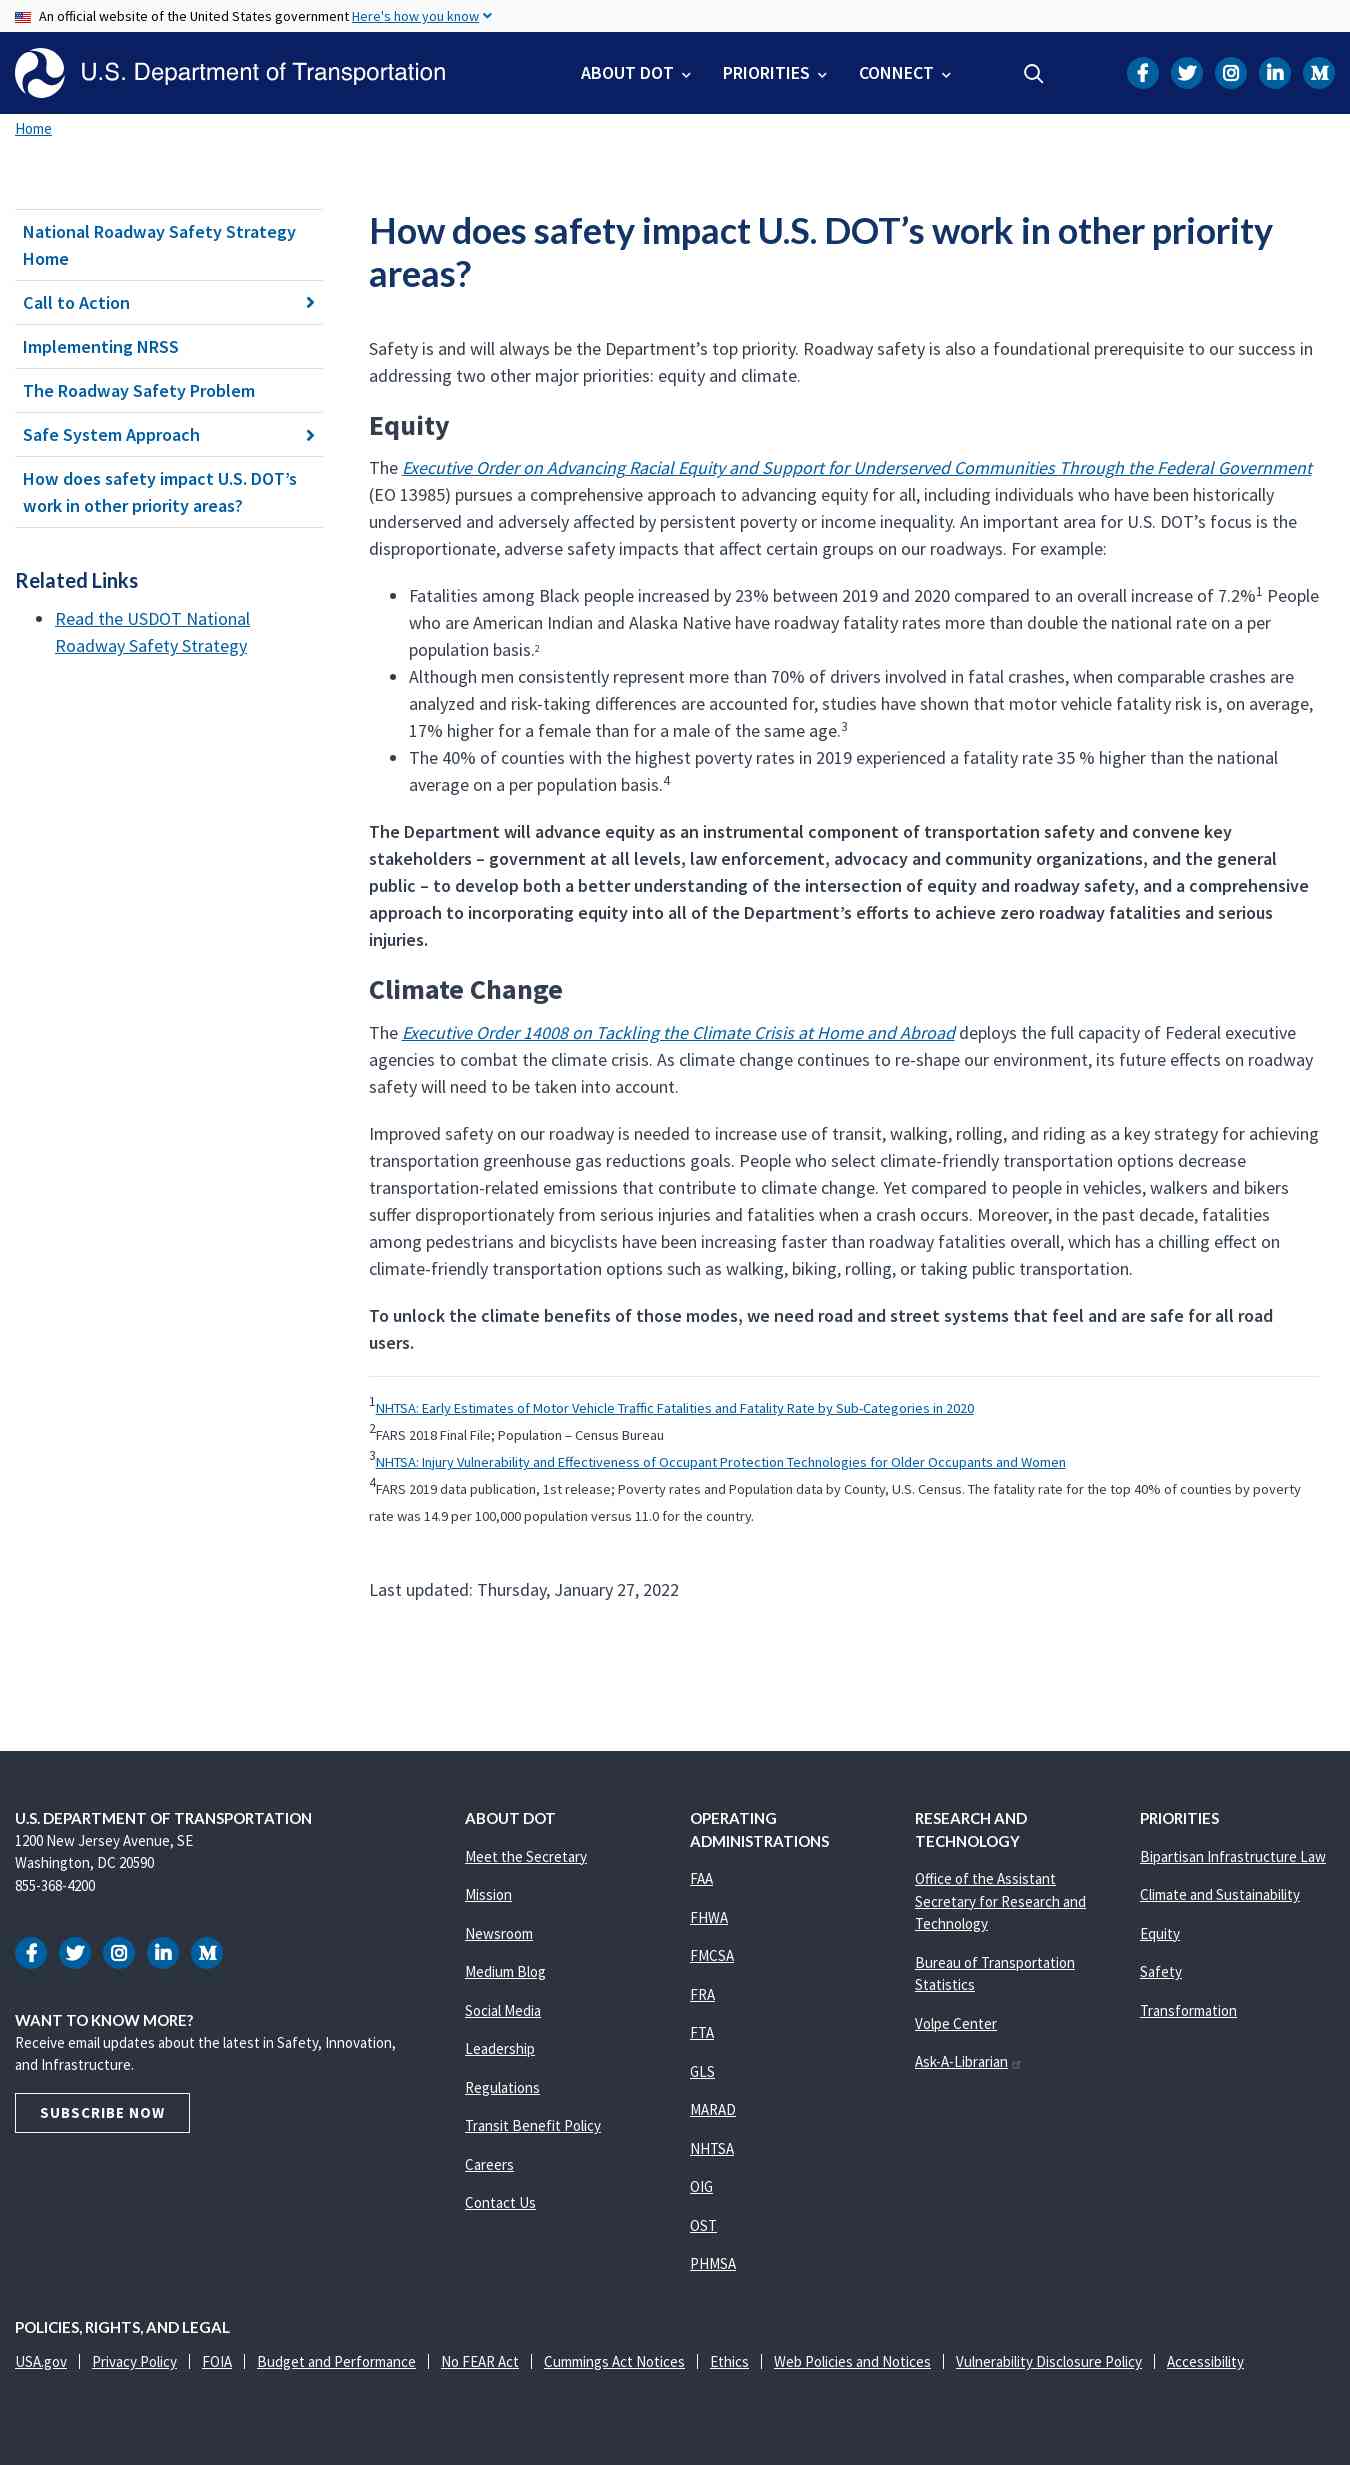 An official website of the United States government Here's how you know
U.S. Department of Transportation
ABOUT DOT
PRIORITIES
CONNECT
Home
National Roadway Safety Strategy
Home
Call to Action
Implementing NRSS
The Roadway Safety Problem
Safe System Approach
How does safety impact U.S. DOT’s
work in other priority areas?
Related Links
Read the USDOT National
Roadway Safety Strategy
How does safety impact U.S. DOT’s work in other priority
areas?
Safety is and will always be the Department’s top priority. Roadway safety is also a foundational prerequisite to our success in
addressing two other major priorities: equity and climate.
Equity
The Executive Order on Advancing Racial Equity and Support for Underserved Communities Through the Federal Government
(EO 13985) pursues a comprehensive approach to advancing equity for all, including individuals who have been historically
underserved and adversely affected by persistent poverty or income inequality. An important area for U.S. DOT’s focus is the
disproportionate, adverse safety impacts that affect certain groups on our roadways. For example:
Fatalities among Black people increased by 23% between 2019 and 2020 compared to an overall increase of 7.2%1 People
who are American Indian and Alaska Native have roadway fatality rates more than double the national rate on a per
population basis.2
Although men consistently represent more than 70% of drivers involved in fatal crashes, when comparable crashes are
analyzed and risk-taking differences are accounted for, studies have shown that motor vehicle fatality risk is, on average,
17% higher for a female than for a male of the same age.3
The 40% of counties with the highest poverty rates in 2019 experienced a fatality rate 35 % higher than the national
average on a per population basis.4
The Department will advance equity as an instrumental component of transportation safety and convene key
stakeholders – government at all levels, law enforcement, advocacy and community organizations, and the general
public – to develop both a better understanding of the intersection of equity and roadway safety, and a comprehensive
approach to incorporating equity into all of the Department’s efforts to achieve zero roadway fatalities and serious
injuries.
Climate Change
The Executive Order 14008 on Tackling the Climate Crisis at Home and Abroad deploys the full capacity of Federal executive
agencies to combat the climate crisis. As climate change continues to re-shape our environment, its future effects on roadway
safety will need to be taken into account.
Improved safety on our roadway is needed to increase use of transit, walking, rolling, and riding as a key strategy for achieving
transportation greenhouse gas reductions goals. People who select climate-friendly transportation options decrease
transportation-related emissions that contribute to climate change. Yet compared to people in vehicles, walkers and bikers
suffer disproportionately from serious injuries and fatalities when a crash occurs. Moreover, in the past decade, fatalities
among pedestrians and bicyclists have been increasing faster than roadway fatalities overall, which has a chilling effect on
climate-friendly transportation options such as walking, biking, rolling, or taking public transportation.
To unlock the climate benefits of those modes, we need road and street systems that feel and are safe for all road
users.
1NHTSA: Early Estimates of Motor Vehicle Traffic Fatalities and Fatality Rate by Sub-Categories in 2020
2FARS 2018 Final File; Population – Census Bureau
3NHTSA: Injury Vulnerability and Effectiveness of Occupant Protection Technologies for Older Occupants and Women
4FARS 2019 data publication, 1st release; Poverty rates and Population data by County, U.S. Census. The fatality rate for the top 40% of counties by poverty
rate was 14.9 per 100,000 population versus 11.0 for the country.
Last updated: Thursday, January 27, 2022
U.S. DEPARTMENT OF TRANSPORTATION
1200 New Jersey Avenue, SE
Washington, DC 20590
855-368-4200
WANT TO KNOW MORE?
Receive email updates about the latest in Safety, Innovation,
and Infrastructure.
SUBSCRIBE NOW
ABOUT DOT
Meet the Secretary
Mission
Newsroom
Medium Blog
Social Media
Leadership
Regulations
Transit Benefit Policy
Careers
Contact Us
OPERATING
ADMINISTRATIONS
FAA
FHWA
FMCSA
FRA
FTA
GLS
MARAD
NHTSA
OIG
OST
PHMSA
RESEARCH AND
TECHNOLOGY
Office of the Assistant
Secretary for Research and
Technology
Bureau of Transportation
Statistics
Volpe Center
Ask-A-Librarian
PRIORITIES
Bipartisan Infrastructure Law
Climate and Sustainability
Equity
Safety
Transformation
POLICIES, RIGHTS, AND LEGAL
USA.gov
Privacy Policy
FOIA
Budget and Performance
No FEAR Act
Cummings Act Notices
Ethics
Web Policies and Notices
Vulnerability Disclosure Policy
Accessibility